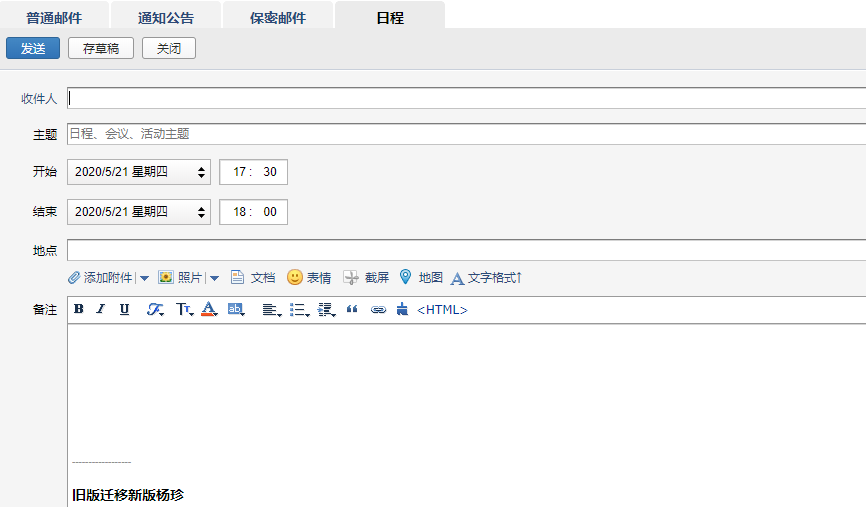 普通邮件 通知公告 保密邮件 日程
发送 存草稿 关闭
收件人
主题 日程、会议、活动主题
开始 2020/5/21 星期四 17 : 30
结束 2020/5/21 星期四 18 : 00
地点
添加附件 照片 文档 表情 截屏 地图 文字格式↑
备注 B I U <HTML>
旧版迁移新版杨珍